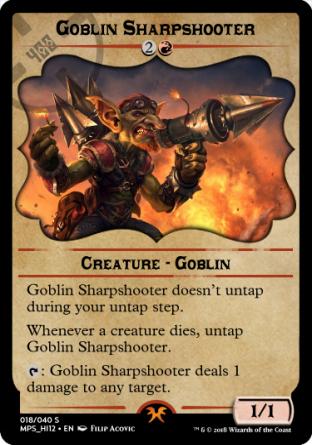 GOBLIN SHARPSHOOTER
2
CREATURE - GOBLIN
Goblin Sharpshooter doesn't untap
during your untap step.
Whenever a creature dies, untap
Goblin Sharpshooter.
: Goblin Sharpshooter deals 1
damage to any target.
1/1
018/040 S
MPS_HI12 • EN FILIP ACOVIC
™ & © 2018 Wizards of the Coast